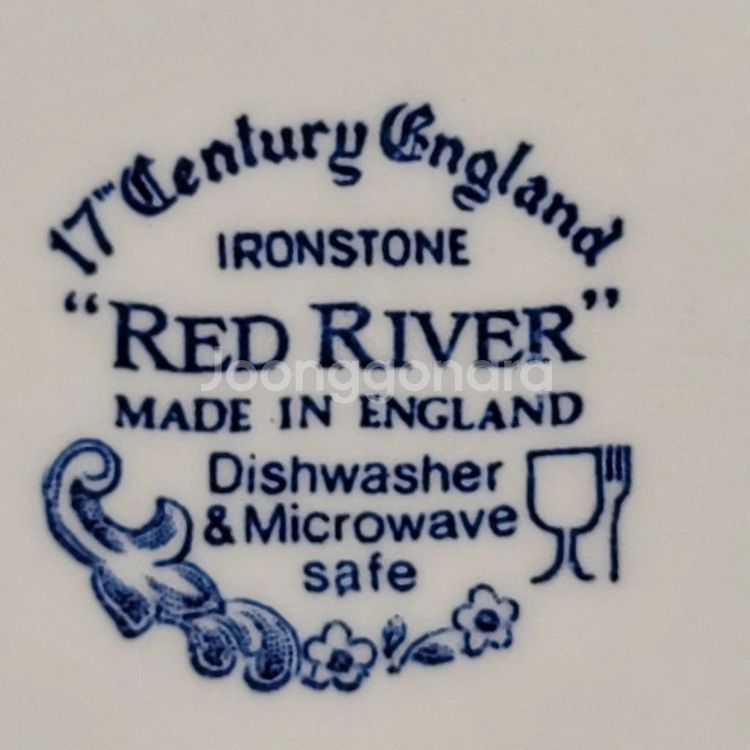 17TH Century England
IRONSTONE
“RED RIVER”
Joonggonara
MADE IN ENGLAND
Dishwasher
& Microwave
safe